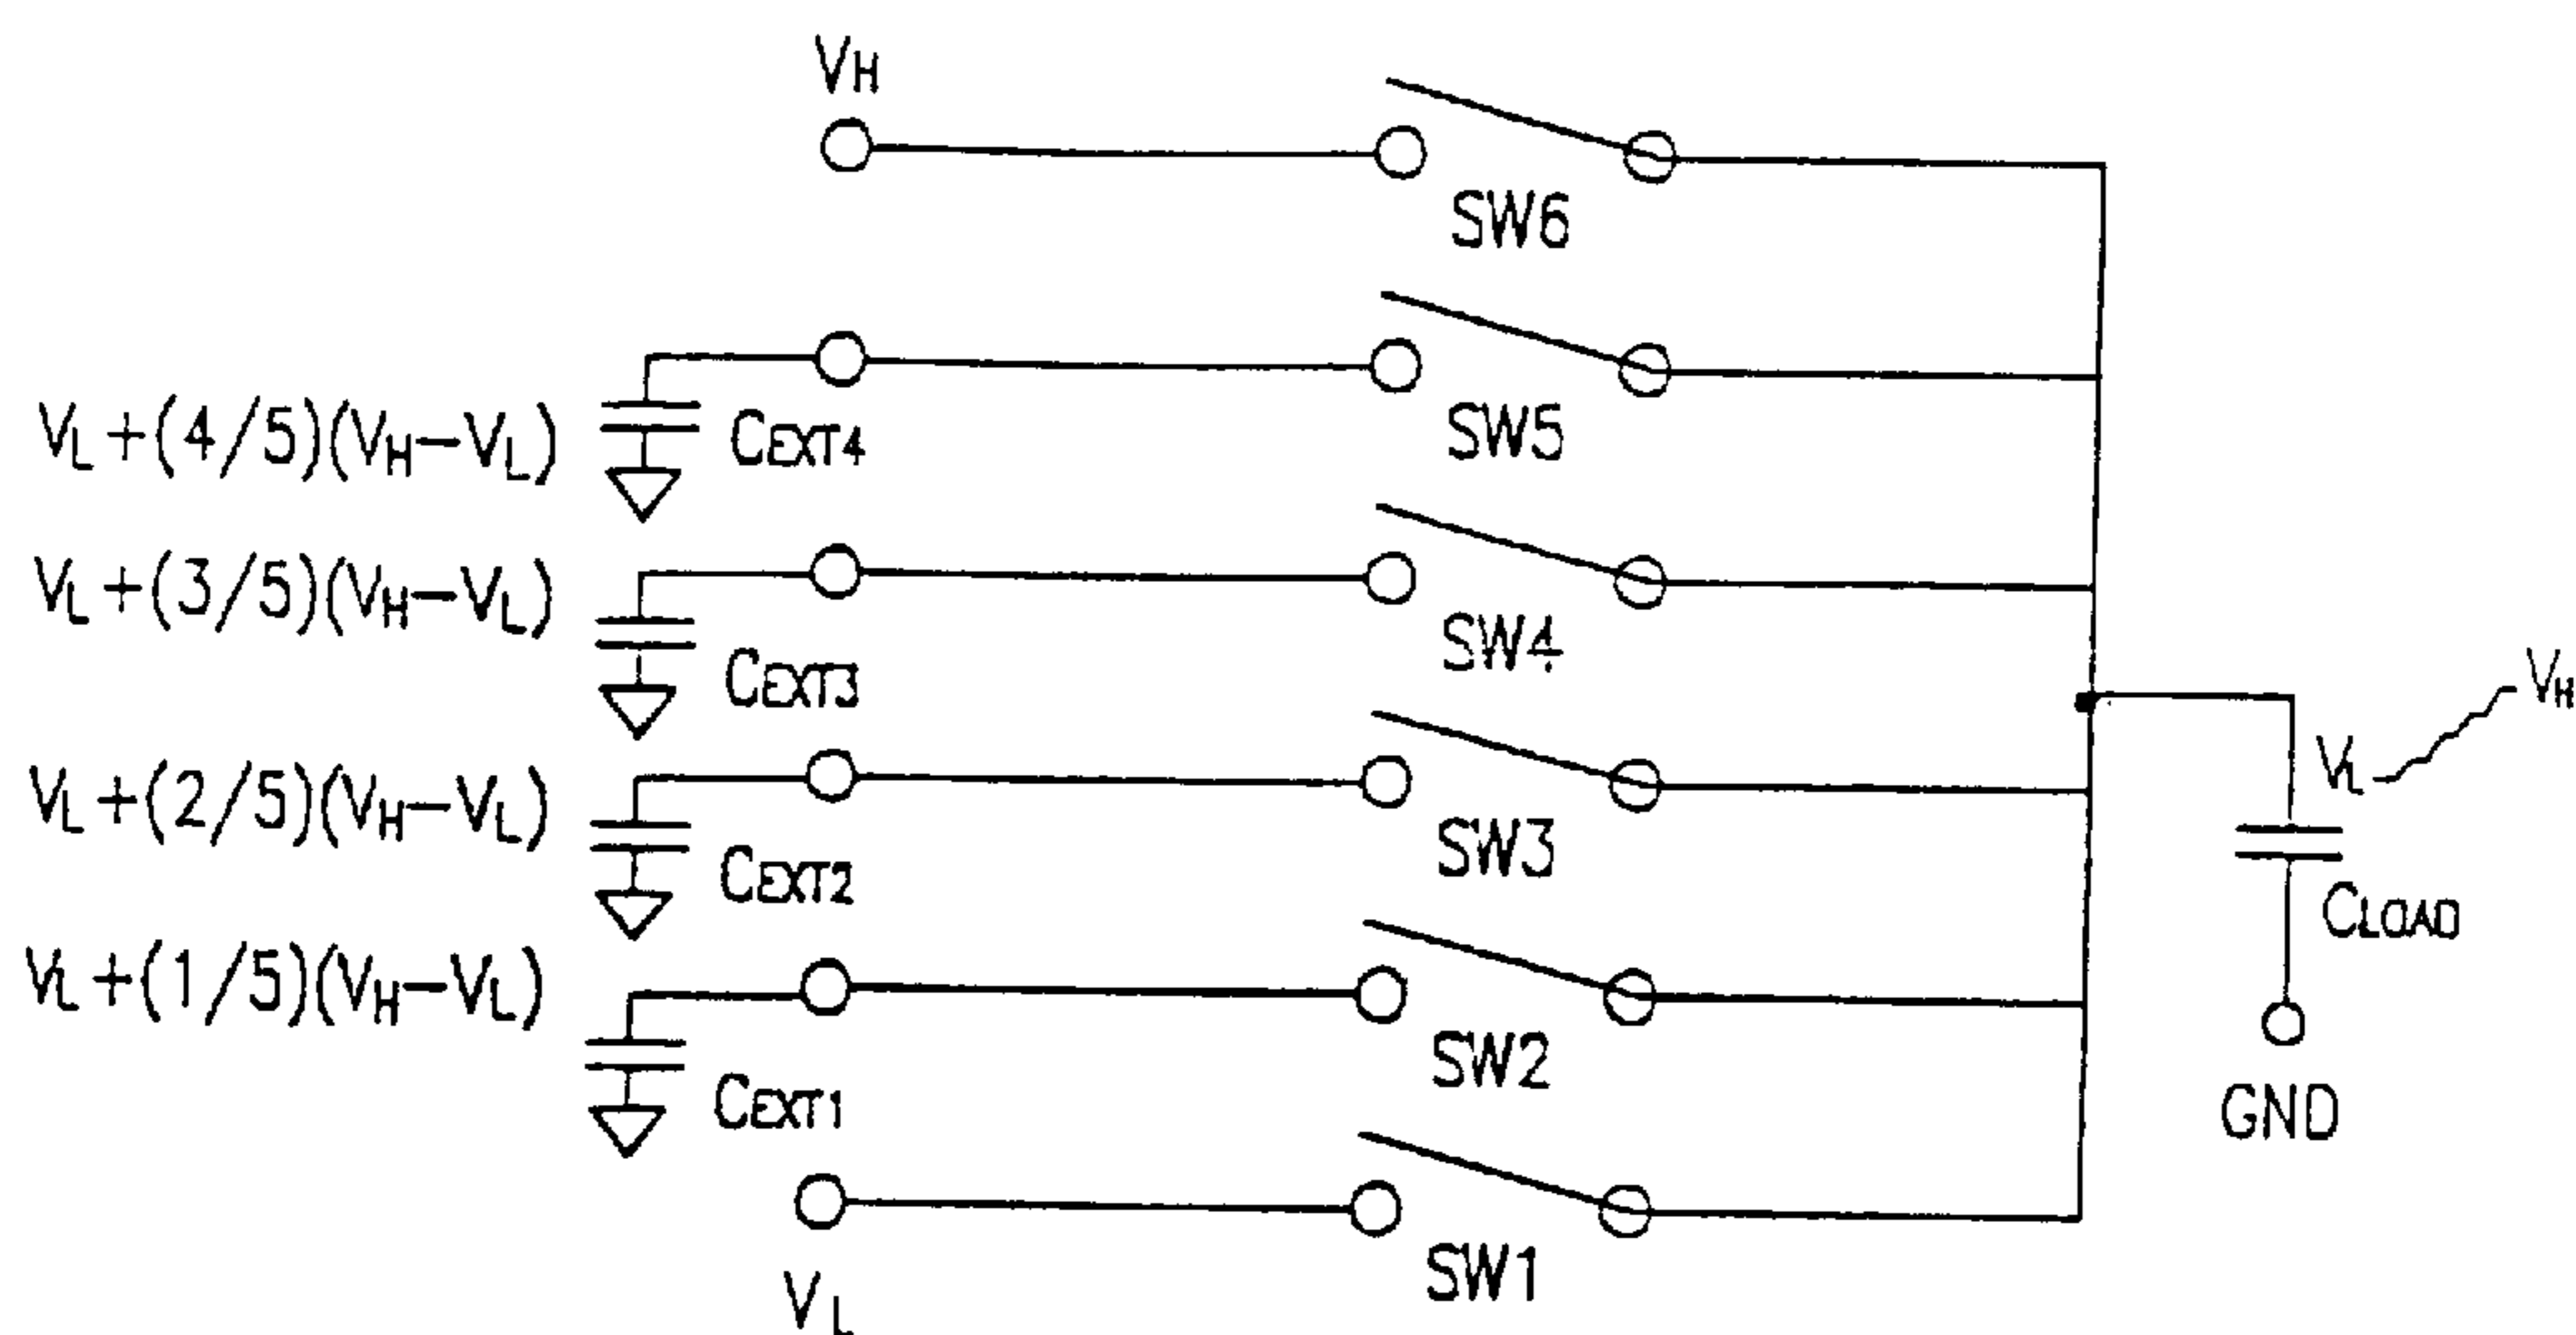 VH
SW6
VL+(4/5)(VH-VL)
CEXT4
SW5
VL+(3/5)(VH-VL)
CEXT3
SW4
VH
VL
VL+(2/5)(VH-VL)
CEXT2
SW3
CLOAD
VL+(1/5)(VH-VL)
CEXT1
SW2
GND
SW1
VL